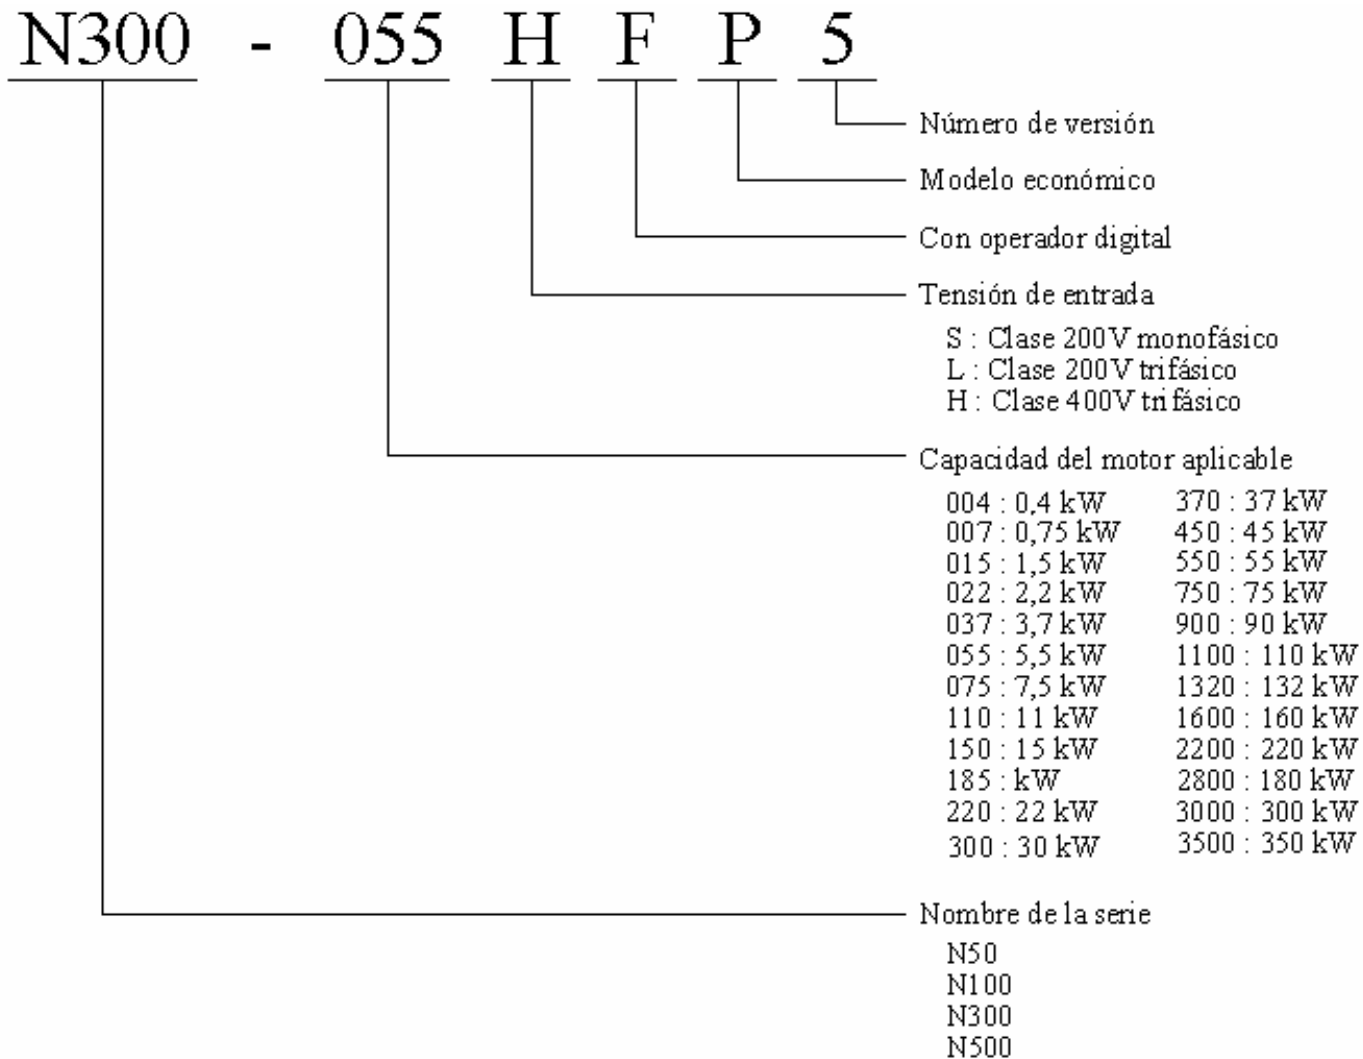 N300 - 055 H F P 5
Número de versión
Modelo económico
Con operador digital
Tensión de entrada
S : Clase 200V monofásico
L : Clase 200V trifásico
H : Clase 400V trifásico
Capacidad del motor aplicable
004 : 0,4 kW 370 : 37 kW
007 : 0,75 kW 450 : 45 kW
015 : 1,5 kW 550 : 55 kW
022 : 2,2 kW 750 : 75 kW
037 : 3,7 kW 900 : 90 kW
055 : 5,5 kW 1100 : 110 kW
075 : 7,5 kW 1320 : 132 kW
110 : 11 kW 1600 : 160 kW
150 : 15 kW 2200 : 220 kW
185 : kW 2800 : 180 kW
220 : 22 kW 3000 : 300 kW
300 : 30 kW 3500 : 350 kW
Nombre de la serie
N50
N100
N300
N500